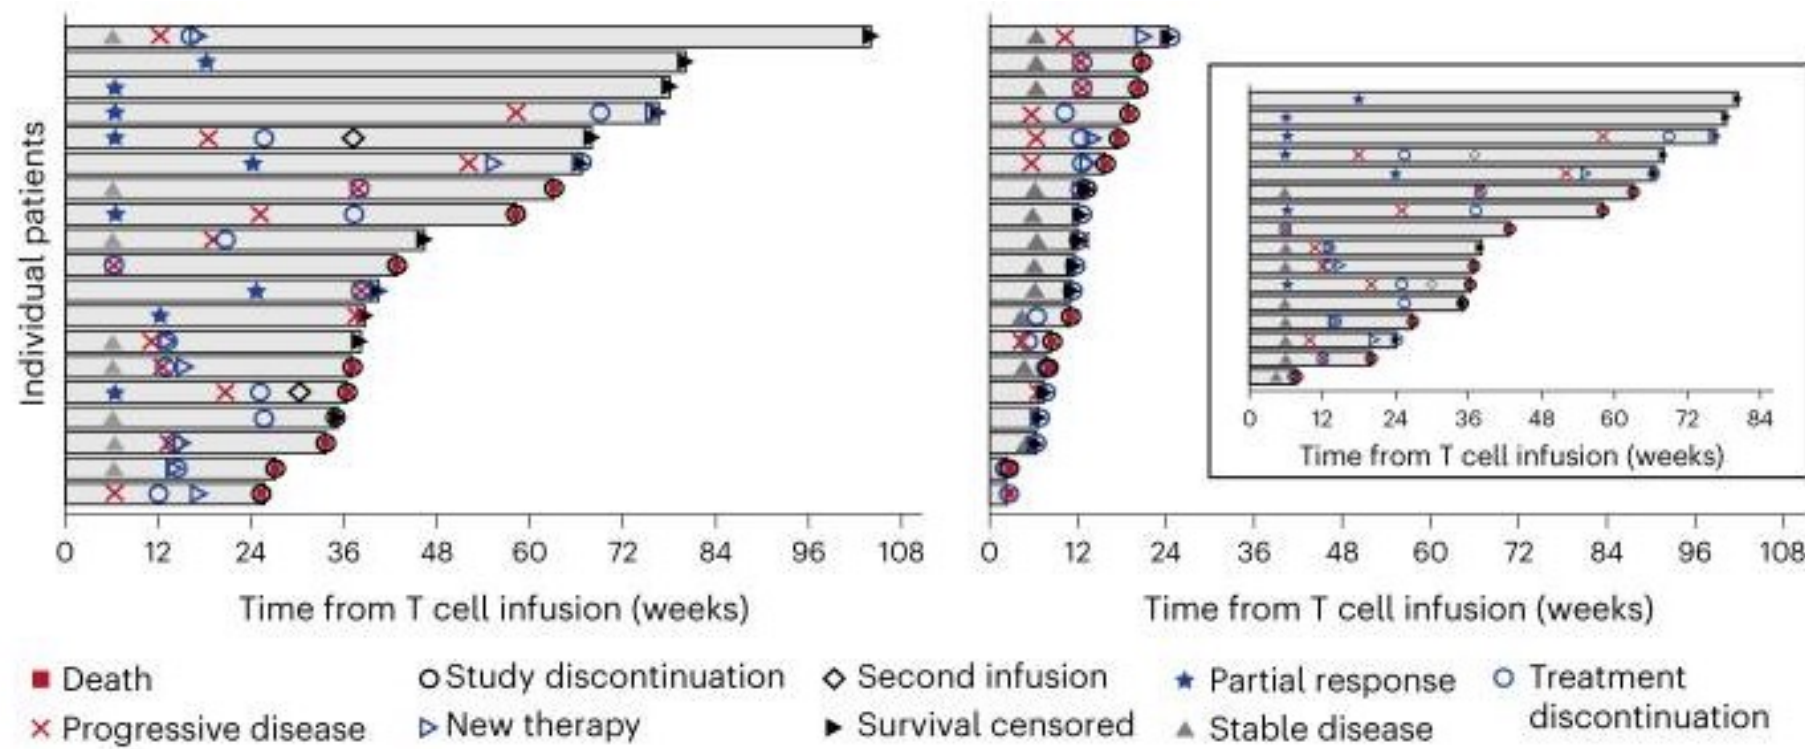 Individual patients
0 12 24 36 48 60 72 84 96 108
Time from T cell infusion (weeks)
0 12 24 36 48 60 72 84 96 108
Time from T cell infusion (weeks)
0 12 24 36 48 60 72 84
Time from T cell infusion (weeks)
Death
Study discontinuation
Second infusion
Partial response
Treatment
discontinuation
Progressive disease
New therapy
Survival censored
Stable disease